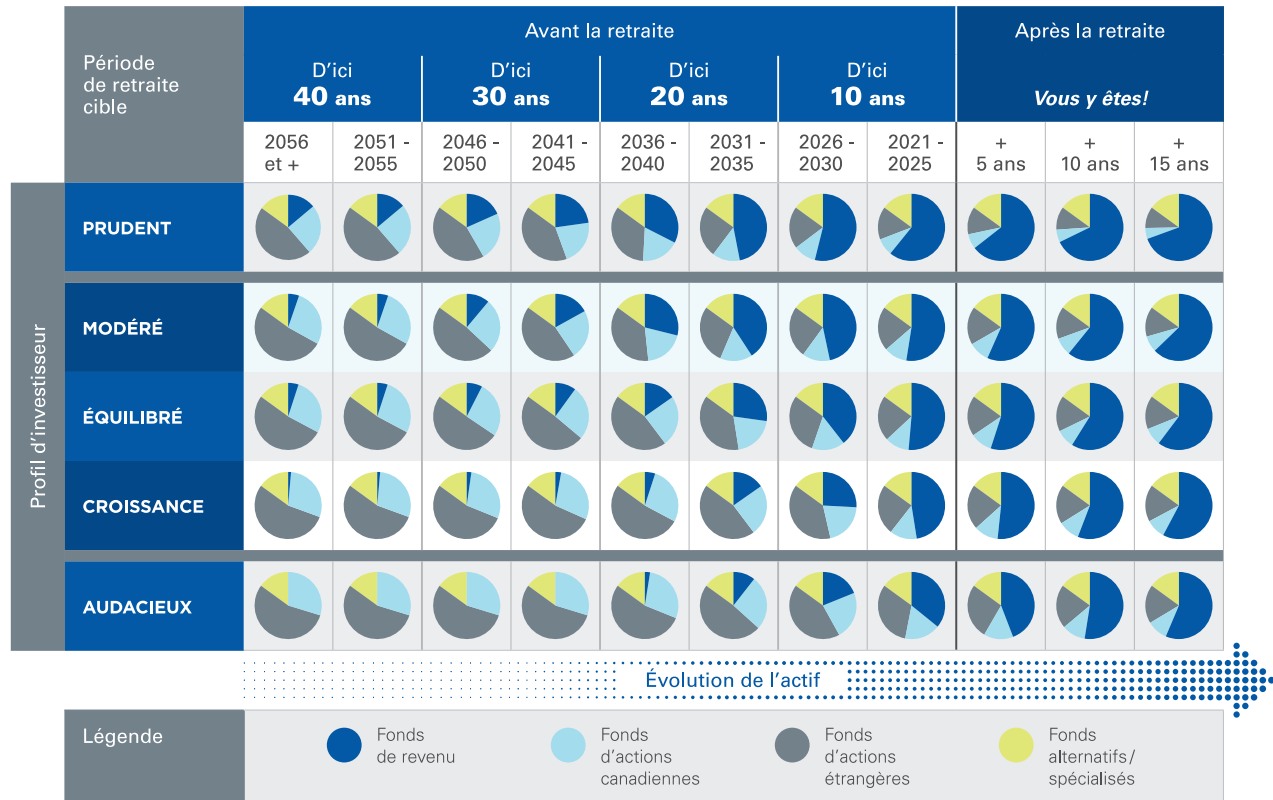 Période
de retraite
cible
Avant la retraite
Après la retraite
D'ici
40 ans
D'ici
30 ans
D'ici
20 ans
D'ici
10 ans
Vous y êtes!
2056
et +
2051 -
2055
2046 -
2050
2041 -
2045
2036 -
2040
2031 -
2035
2026 -
2030
2021 -
2025
+
5 ans
+
10 ans
+
15 ans
Profil d'investisseur
PRUDENT
MODÉRÉ
ÉQUILIBRÉ
CROISSANCE
AUDACIEUX
Évolution de l'actif
Légende
Fonds
de revenu
Fonds
d'actions
canadiennes
Fonds
d'actions
étrangères
Fonds
alternatifs/
spécialisés